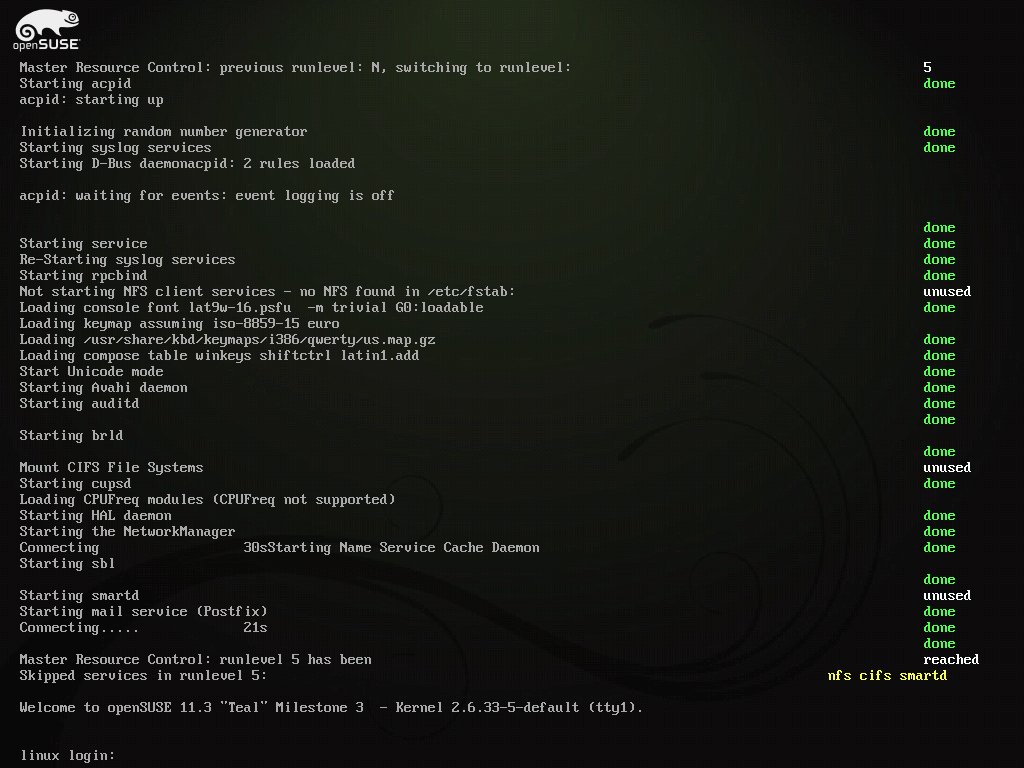 openSUSE
Master Resource Control: previous runlevel: N, switching to runlevel: 5
Starting acpid done
acpid: starting up
Initializing random number generator done
Starting syslog services done
Starting D-Bus daemonacpid: 2 rules loaded
acpid: waiting for events: event logging is off
done
Starting service done
Re-Starting syslog services done
Starting rpcbind done
Not starting NFS client services - no NFS found in /etc/fstab: unused
Loading console font lat9w-16.psfu  -m trivial G0:loadable done
Loading keymap assuming iso-8859-15 euro
Loading /usr/share/kbd/keymaps/i386/qwerty/us.map.gz done
Loading compose table winkeys shiftctrl latin1.add done
Start Unicode mode done
Starting Avahi daemon done
Starting auditd done
done
Starting brld
done
Mount CIFS File Systems unused
Starting cupsd done
Loading CPUFreq modules (CPUFreq not supported)
Starting HAL daemon done
Starting the NetworkManager done
Connecting 30sStarting Name Service Cache Daemon done
Starting sbl
done
Starting smartd unused
Starting mail service (Postfix) done
Connecting..... 21s done
done
Master Resource Control: runlevel 5 has been reached
Skipped services in runlevel 5: nfs cifs smartd
Welcome to openSUSE 11.3 "Teal" Milestone 3  - Kernel 2.6.33-5-default (tty1).
linux login: